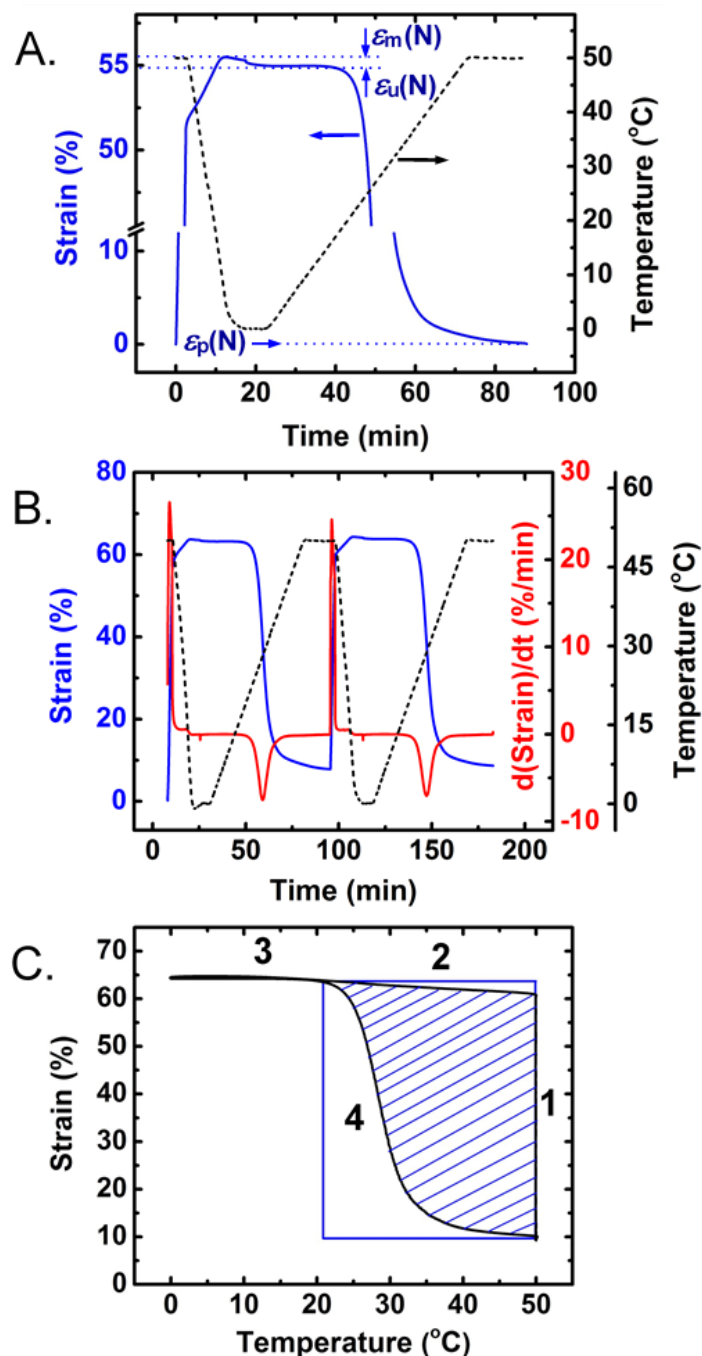 A.
εm(N)
εu(N)
εp(N)
55
50
10
0
Strain (%)
50
40
30
20
10
0
Temperature (°C)
0 20 40 60 80 100
Time (min)
B.
80
60
40
20
0
Strain (%)
30
20
10
0
-10
d(Strain)/dt (%/min)
60
45
30
15
0
Temperature (°C)
0 50 100 150 200
Time (min)
C.
70
60
50
40
30
20
10
0
Strain (%)
3 2
4 1
0 10 20 30 40 50
Temperature (°C)